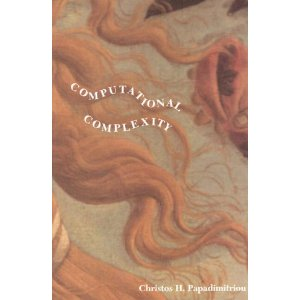 COMPUTATIONAL
COMPLEXITY
Christos H. Papadimitriou